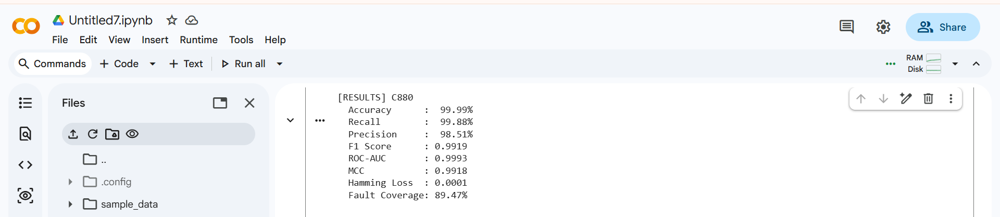 Untitled7.ipynb
File Edit View Insert Runtime Tools Help
Share
Commands + Code + Text Run all
RAM
Disk
Files
..
.config
sample_data
[RESULTS] C880
Accuracy : 99.99%
Recall : 99.88%
Precision : 98.51%
F1 Score : 0.9919
ROC-AUC : 0.9993
MCC : 0.9918
Hamming Loss : 0.0001
Fault Coverage: 89.47%